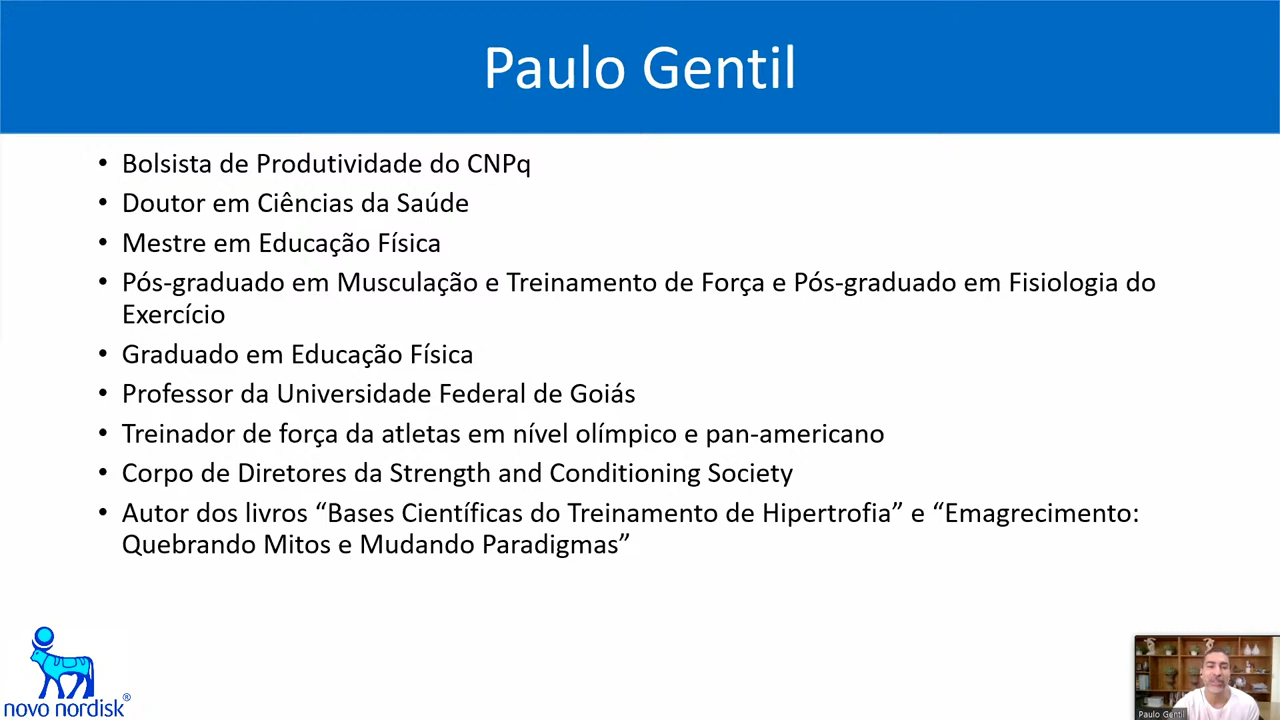 Paulo Gentil
• Bolsista de Produtividade do CNPq
• Doutor em Ciências da Saúde
• Mestre em Educação Física
• Pós-graduado em Musculação e Treinamento de Força e Pós-graduado em Fisiologia do
Exercício
• Graduado em Educação Física
• Professor da Universidade Federal de Goiás
• Treinador de força da atletas em nível olímpico e pan-americano
• Corpo de Diretores da Strength and Conditioning Society
• Autor dos livros “Bases Científicas do Treinamento de Hipertrofia” e “Emagrecimento:
Quebrando Mitos e Mudando Paradigmas”
novo nordisk®
Paulo Gentil